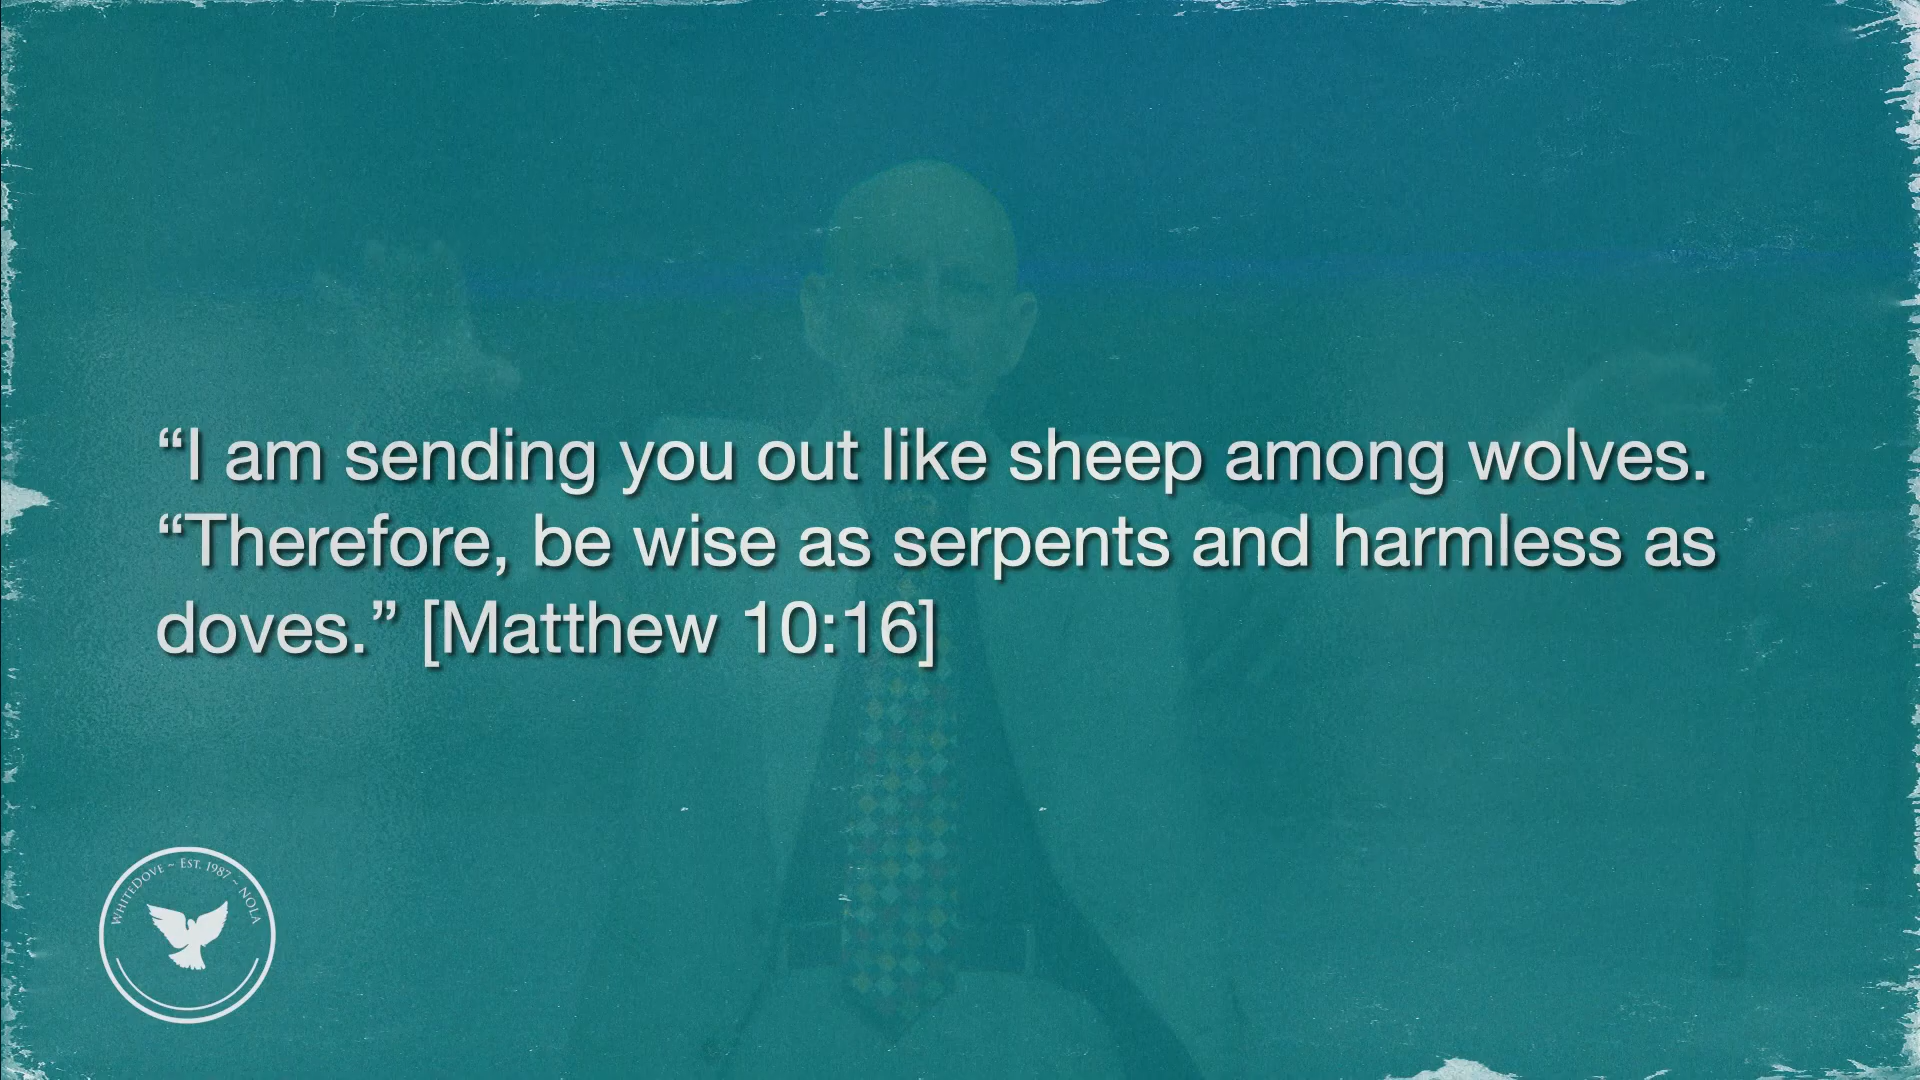 “I am sending you out like sheep among wolves.
“Therefore, be wise as serpents and harmless as
doves.” [Matthew 10:16]
WHITEDOVE ~ EST. 1987 ~ NOLA